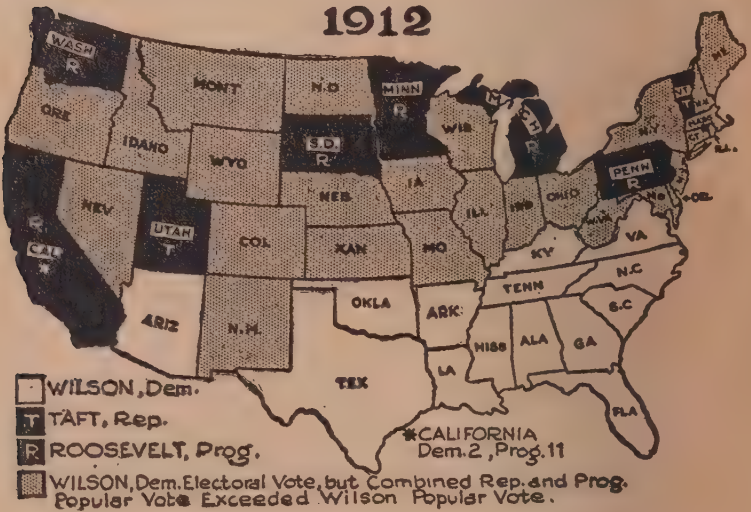 1912
WASH
R
MONT
N.D
MINN
R
M
CH
R
ME.
VT
T
N.H.
MASS
CT
R.I.
ORE
IDAHO
WYO
S.D.
R
WIS
N.Y.
PENN
R
N.J.
DEL
MD
NEV
UTAH
T
COL
NEB
IA
ILL
IND
OHIO
W.VA
VA
R
CAL
*
KAN
MO
KY
N.C
TENN
S.C
ARIZ
N.M.
OKLA
ARK.
MISS
ALA
GA
TEX
LA
FLA
WILSON, Dem.
T TAFT, Rep.
R ROOSEVELT, Prog.
*CALIFORNIA
Dem.2, Prog.11
WILSON, Dem. Electoral Vote, but Combined Rep. and Prog.
Popular Vote Exceeded Wilson Popular Vote.